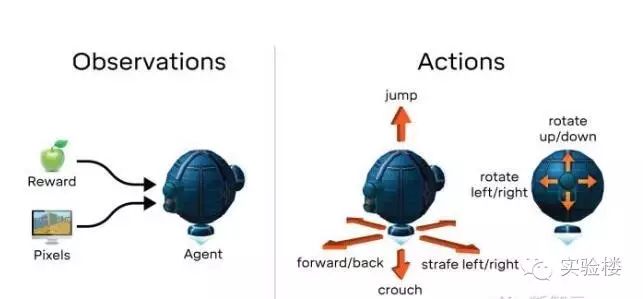 Observations
Actions
Reward
Pixels
Agent
jump
forward/back
strafe left/right
crouch
rotate
up/down
rotate
left/right
实验楼